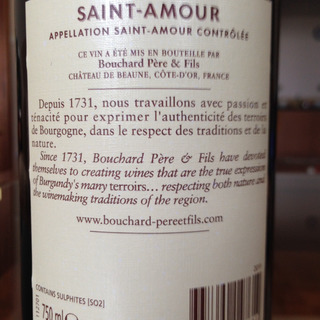 SAINT-AMOUR
APPELLATION SAINT-AMOUR CONTRÔLÉE
CE VIN A ÉTÉ MIS EN BOUTEILLE PAR
Bouchard Père & Fils
CHÂTEAU DE BEAUNE, CÔTE-D'OR, FRANCE
Depuis 1731, nous travaillons avec passion et
ténacité pour exprimer l'authenticité des terroirs
de Bourgogne, dans le respect des traditions et de la
nature.
Since 1731, Bouchard Père & Fils have devoted
themselves to creating wines that are the true expression
of Burgundy's many terroirs... respecting both nature and
the winemaking traditions of the region.
www.bouchard-pereetfils.com
CONTAINS SULPHITES [SO2]
750 ml e